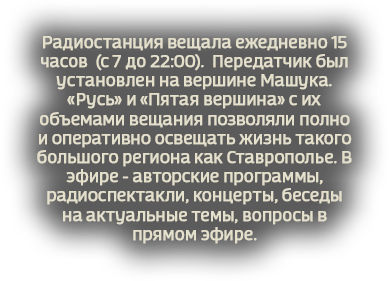 Радиостанция вещала ежедневно 15
часов (с 7 до 22:00). Передатчик был
установлен на вершине Машука.
«Русь» и «Пятая вершина» с их
объемами вещания позволяли полно
и оперативно освещать жизнь такого
большого региона как Ставрополье. В
эфире - авторские программы,
радиоспектакли, концерты, беседы
на актуальные темы, вопросы в
прямом эфире.